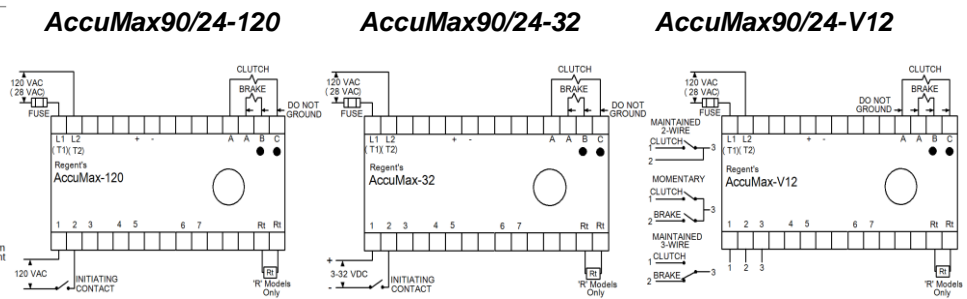 AccuMax90/24-120
AccuMax90/24-32
AccuMax90/24-V12
120 VAC
(28 VAC)
FUSE
CLUTCH
BRAKE
DO NOT
GROUND
L1 L2 + - A A B C
(T1)(T2)
Regent's
AccuMax-120
1 2 3 4 5 6 7 Rt Rt
120 VAC
INITIATING
CONTACT
Rt
'R' Models
Only
120 VAC
(28 VAC)
FUSE
CLUTCH
BRAKE
DO NOT
GROUND
L1 L2 + - A A B C
(T1)(T2)
Regent's
AccuMax-32
1 2 3 4 5 6 7 Rt Rt
+
3-32 VDC
-
INITIATING
CONTACT
Rt
'R' Models
Only
120 VAC
(28 VAC)
FUSE
CLUTCH
BRAKE
DO NOT
GROUND
MAINTAINED
2-WIRE
CLUTCH
1 3
2
MOMENTARY
CLUTCH
1
3
BRAKE
2
MAINTAINED
3-WIRE
CLUTCH
1
BRAKE 3
2
L1 L2 + - A A B C
(T1)(T2)
Regent's
AccuMax-V12
1 2 3 4 5 6 7 Rt Rt
1 2 3
Rt
'R' Models
Only